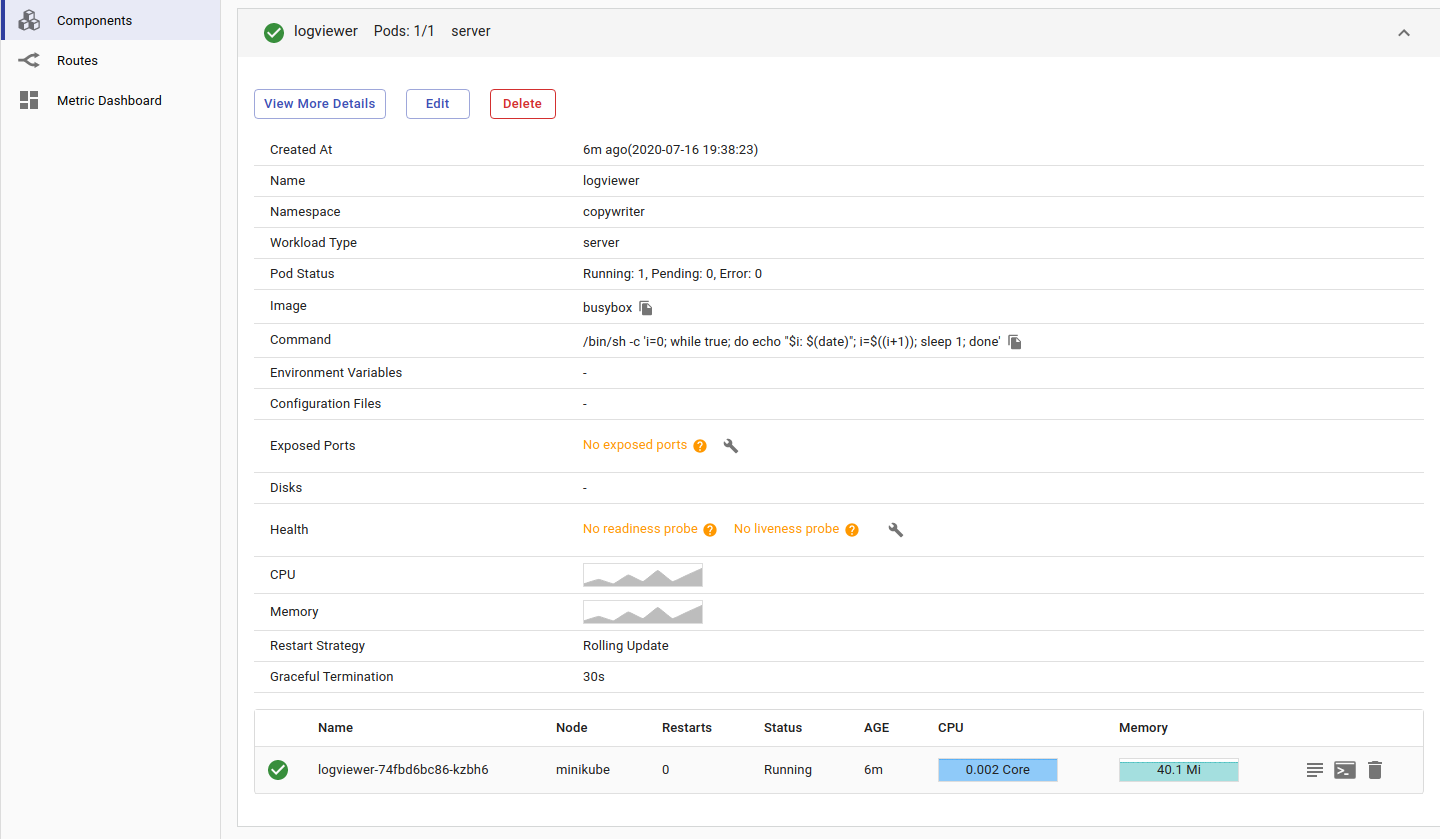 Components
Routes
Metric Dashboard
logviewer Pods: 1/1 server
View More Details Edit Delete
Created At 6m ago(2020-07-16 19:38:23)
Name logviewer
Namespace copywriter
Workload Type server
Pod Status Running: 1, Pending: 0, Error: 0
Image busybox
Command /bin/sh -c 'i=0; while true; do echo "$i: $(date)"; i=$((i+1)); sleep 1; done'
Environment Variables -
Configuration Files -
Exposed Ports No exposed ports ?
Disks -
Health No readiness probe ? No liveness probe ?
CPU
Memory
Restart Strategy Rolling Update
Graceful Termination 30s
Name Node Restarts Status AGE CPU Memory
logviewer-74fbd6bc86-kzbh6 minikube 0 Running 6m 0.002 Core 40.1 Mi